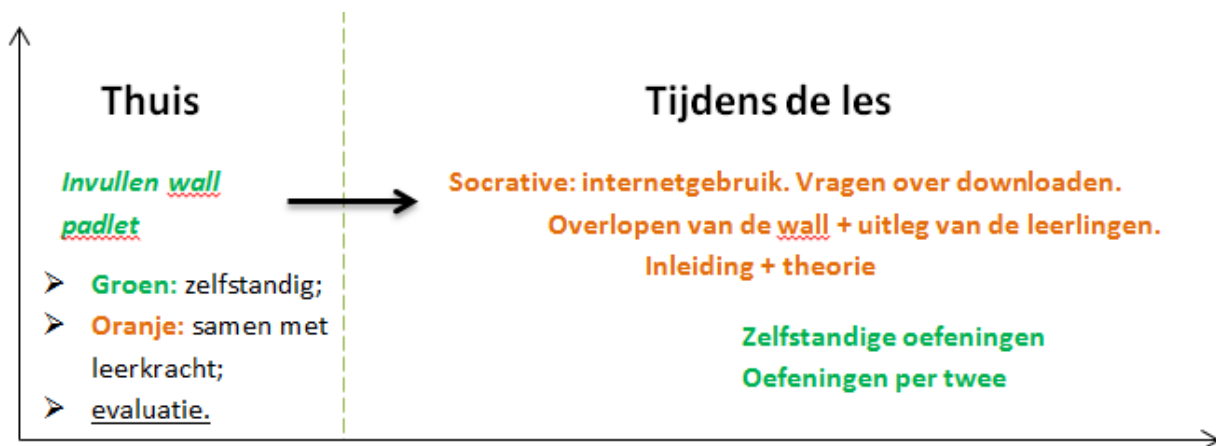 Thuis
Invullen wall
padlet
➢ Groen: zelfstandig;
➢ Oranje: samen met
leerkracht;
➢ evaluatie.
Tijdens de les
Socrative: internetgebruik. Vragen over downloaden.
Overlopen van de wall + uitleg van de leerlingen.
Inleiding + theorie
Zelfstandige oefeningen
Oefeningen per twee